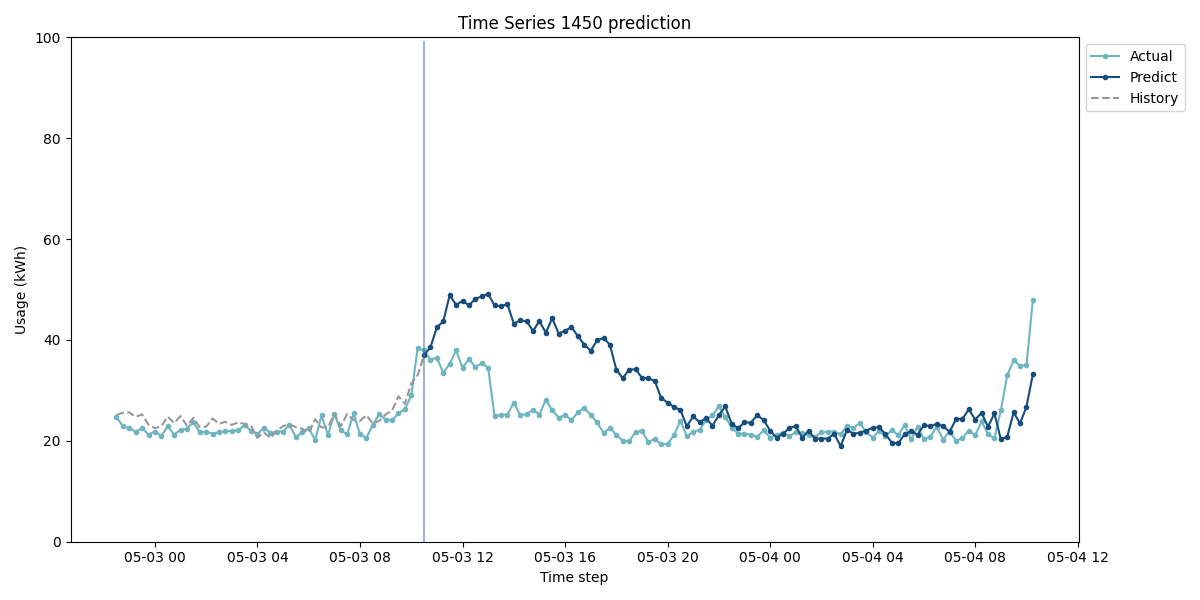 Time Series 1450 prediction
100
80
60
40
20
0
Usage (kWh)
05-03 00
05-03 04
05-03 08
05-03 12
05-03 16
05-03 20
05-04 00
05-04 04
05-04 08
05-04 12
Time step
Actual
Predict
History